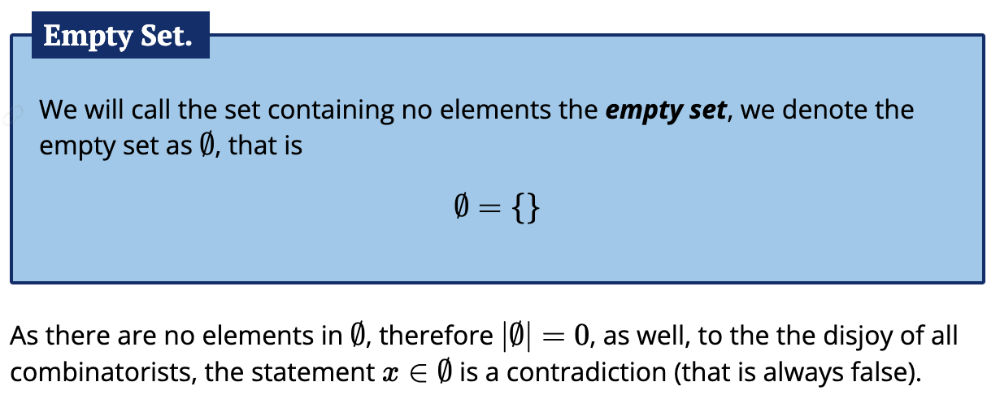 Empty Set.
We will call the set containing no elements the empty set, we denote the
empty set as ∅, that is
∅ = {}
As there are no elements in ∅, therefore |∅| = 0, as well, to the the disjoy of all
combinatorists, the statement x ∈ ∅ is a contradiction (that is always false).